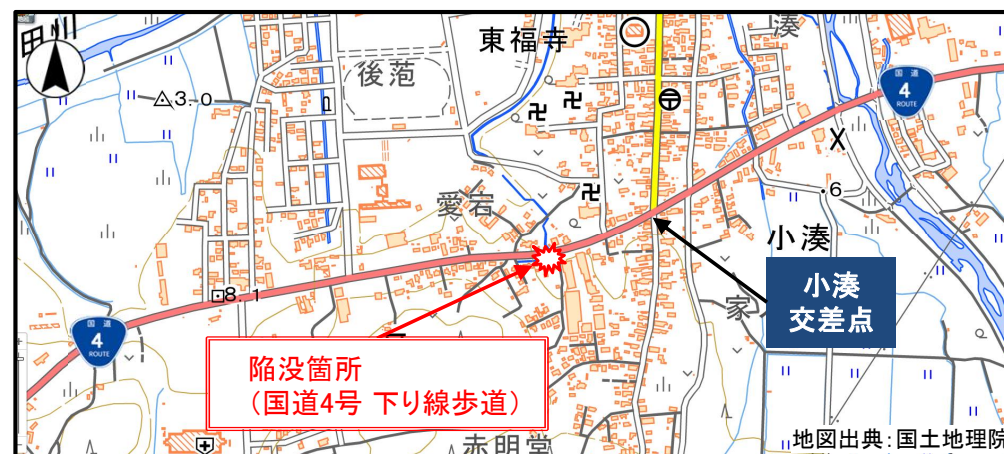 田川
東福寺
湊
後萢
国道
4
ROUTE
3.0
愛宕
6
小湊
小湊
交差点
家
8.1
国道
4
ROUTE
陥没箇所
（国道4号 下り線歩道）
赤明堂
地図出典：国土地理院